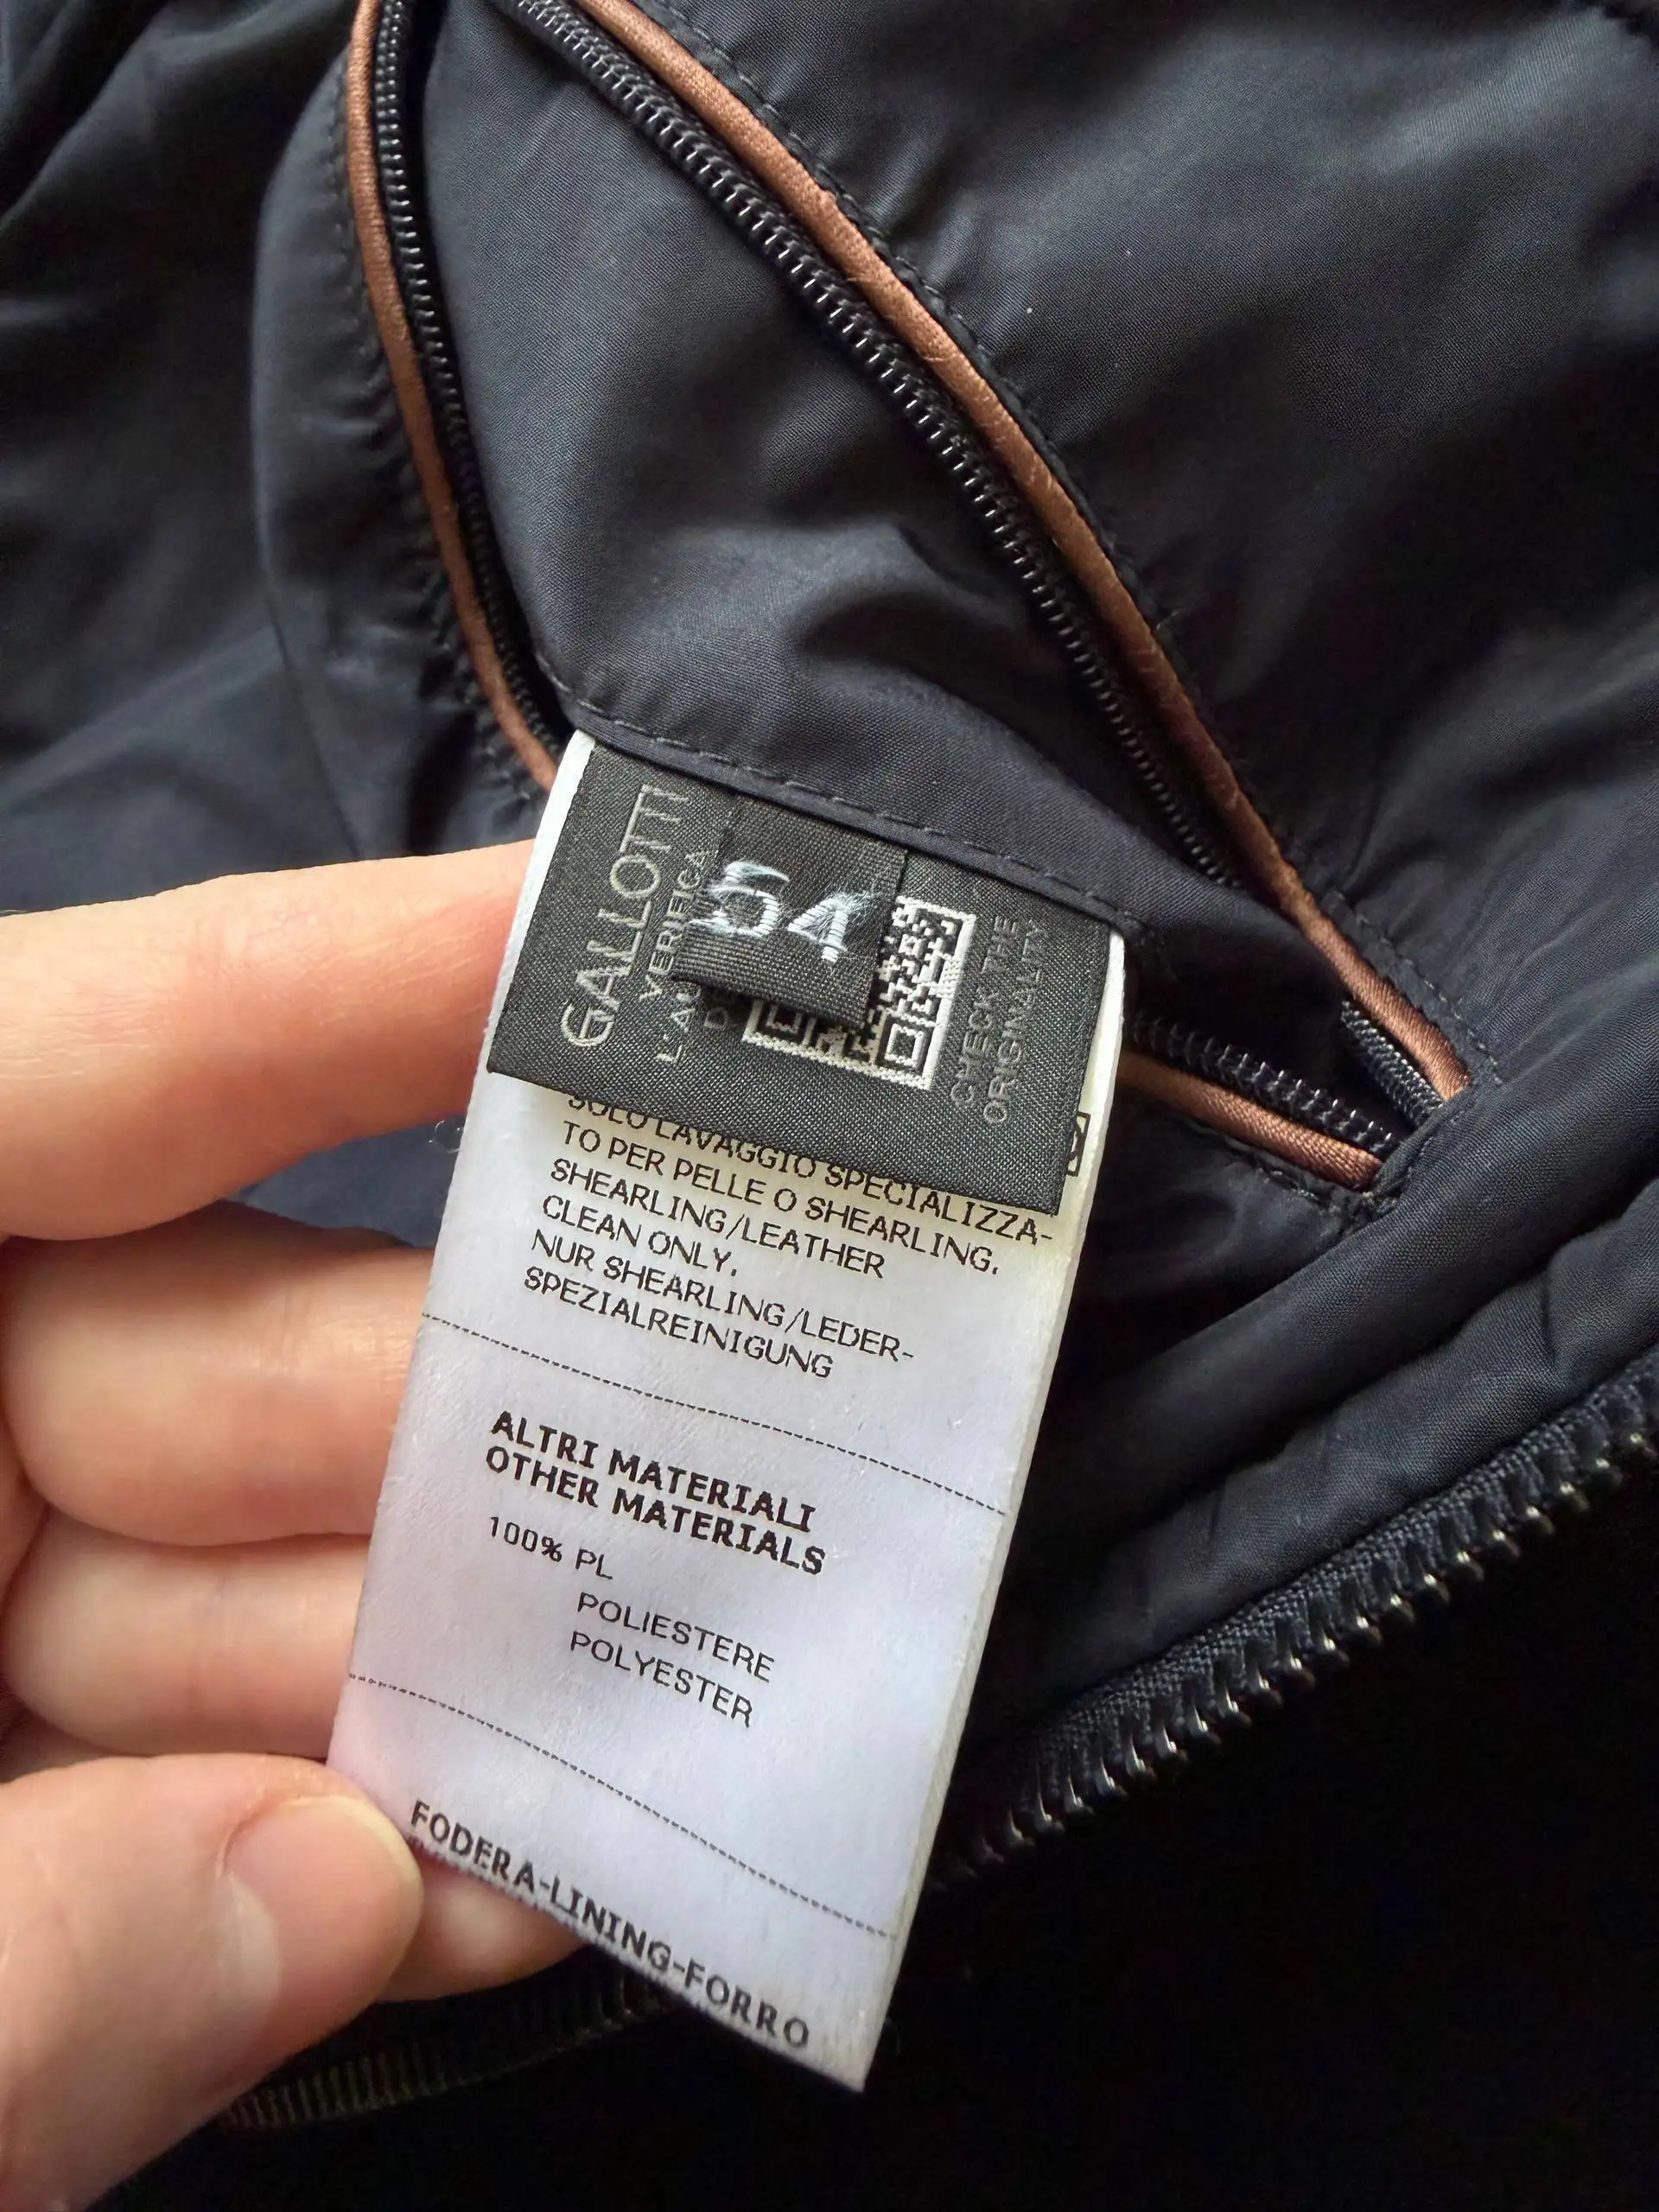 GALLOTTI
VERIFICA
54
CHECK THE
ORIGINALITY
SOLO LAVAGGIO SPECIALIZZA-
TO PER PELLE O SHEARLING.
SHEARLING/LEATHER
CLEAN ONLY.
NUR SHEARLING/LEDER-
SPEZIALREINIGUNG
ALTRI MATERIALI
OTHER MATERIALS
100% PL
POLIESTERE
POLYESTER
FODERA-LINING-FORRO